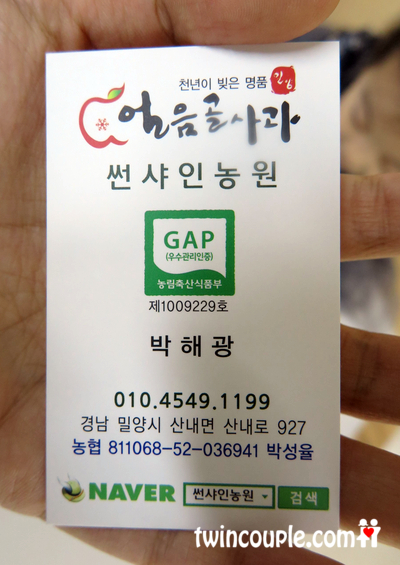 천년이 빚은 명품
얼음골사과
썬샤인농원
GAP
(우수관리인증)
농림축산식품부
제1009229호
박해광
010.4549.1199
경남 밀양시 산내면 산내로 927
농협 811068-52-036941 박성율
NAVER 썬샤인농원 검색
twincouple.com